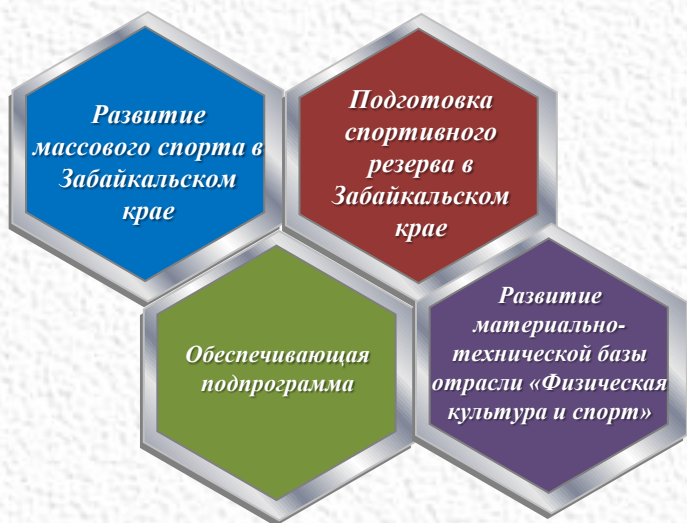 Развитие
массового спорта в
Забайкальском
крае
Подготовка
спортивного
резерва в
Забайкальском
крае
Обеспечивающая
подпрограмма
Развитие
материально-
технической базы
отрасли «Физическая
культура и спорт»